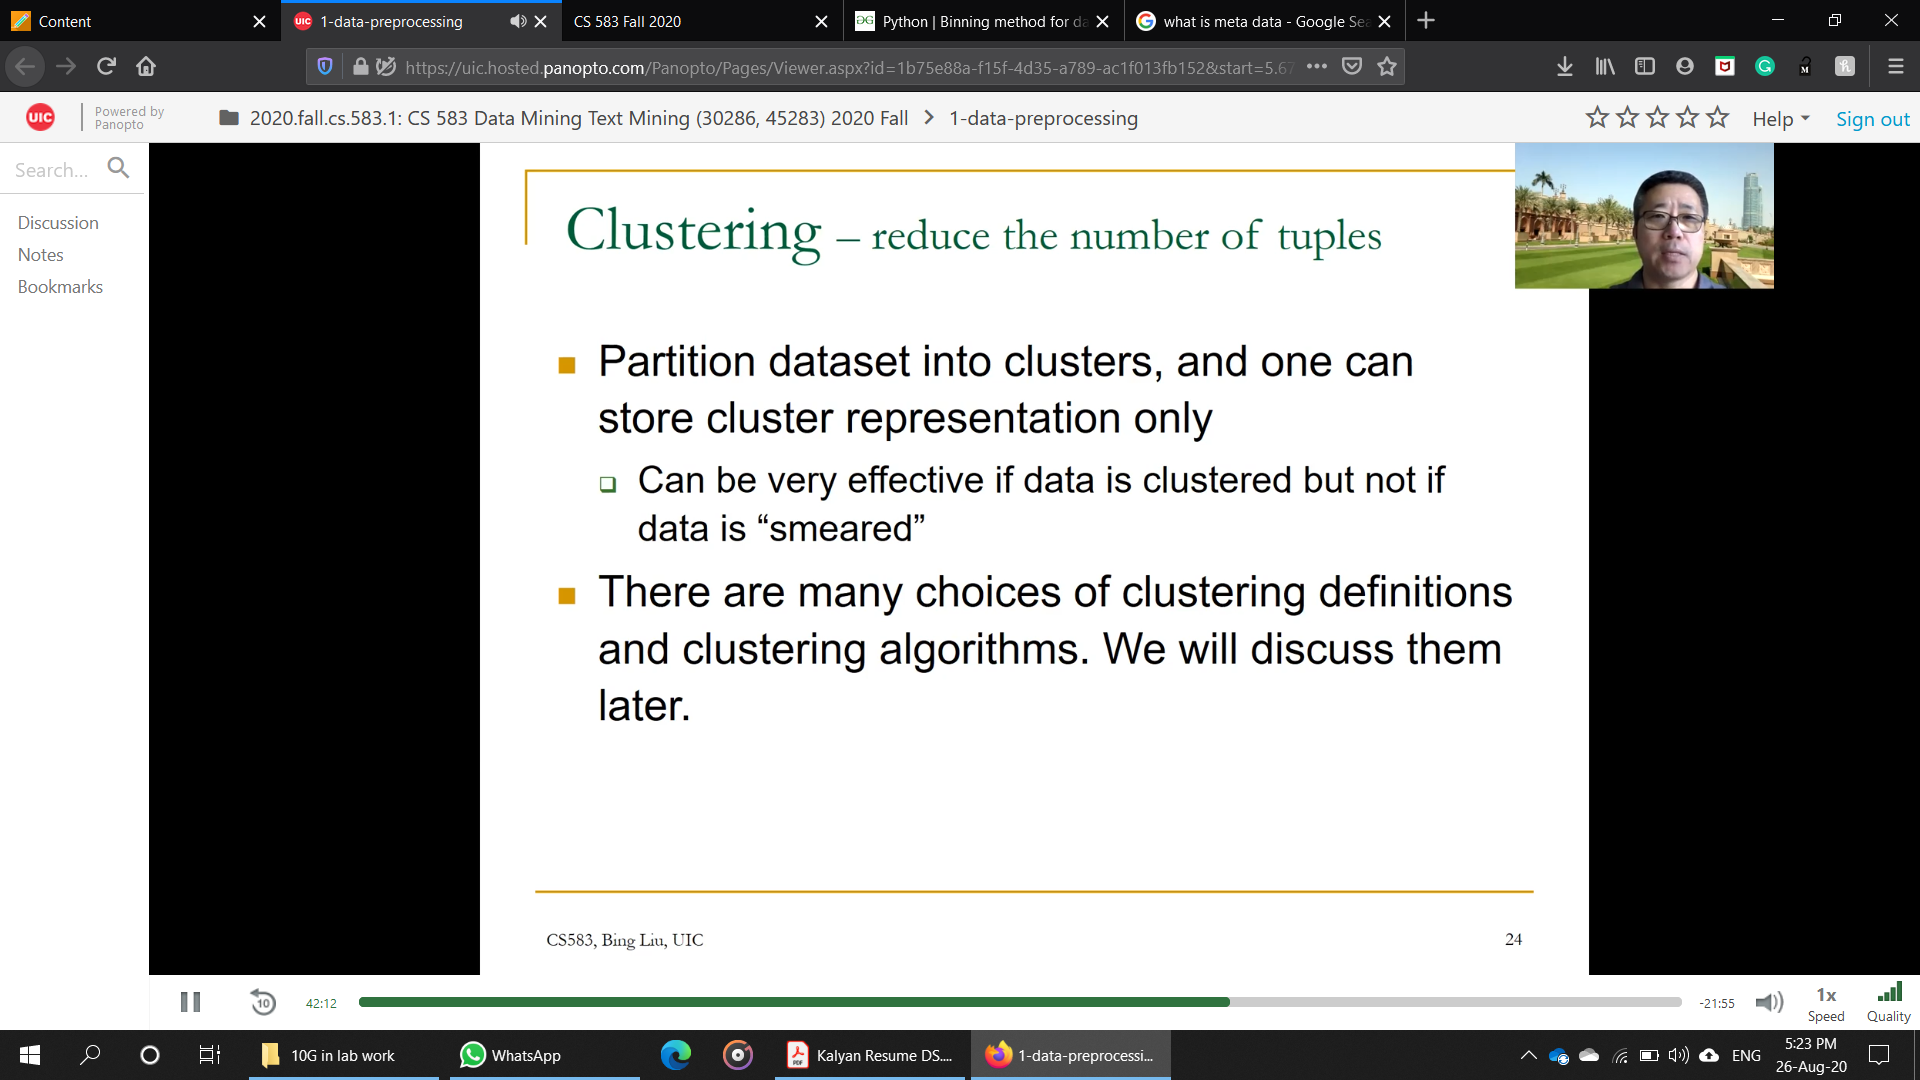 Content
1-data-preprocessing
CS 583 Fall 2020
Python | Binning method for da
what is meta data - Google Sea
https://uic.hosted.panopto.com/Panopto/Pages/Viewer.aspx?id=1b75e88a-f15f-4d35-a789-ac1f013fb152&start=5.67
UIC
Powered by
Panopto
2020.fall.cs.583.1: CS 583 Data Mining Text Mining (30286, 45283) 2020 Fall > 1-data-preprocessing
Help
Sign out
Search...
Discussion
Notes
Bookmarks
Clustering – reduce the number of tuples
Partition dataset into clusters, and one can
store cluster representation only
Can be very effective if data is clustered but not if
data is “smeared”
There are many choices of clustering definitions
and clustering algorithms. We will discuss them
later.
CS583, Bing Liu, UIC
24
10
42:12
-21:55
1x
Speed
Quality
10G in lab work
WhatsApp
Kalyan Resume DS....
1-data-preprocessi...
ENG
5:23 PM
26-Aug-20